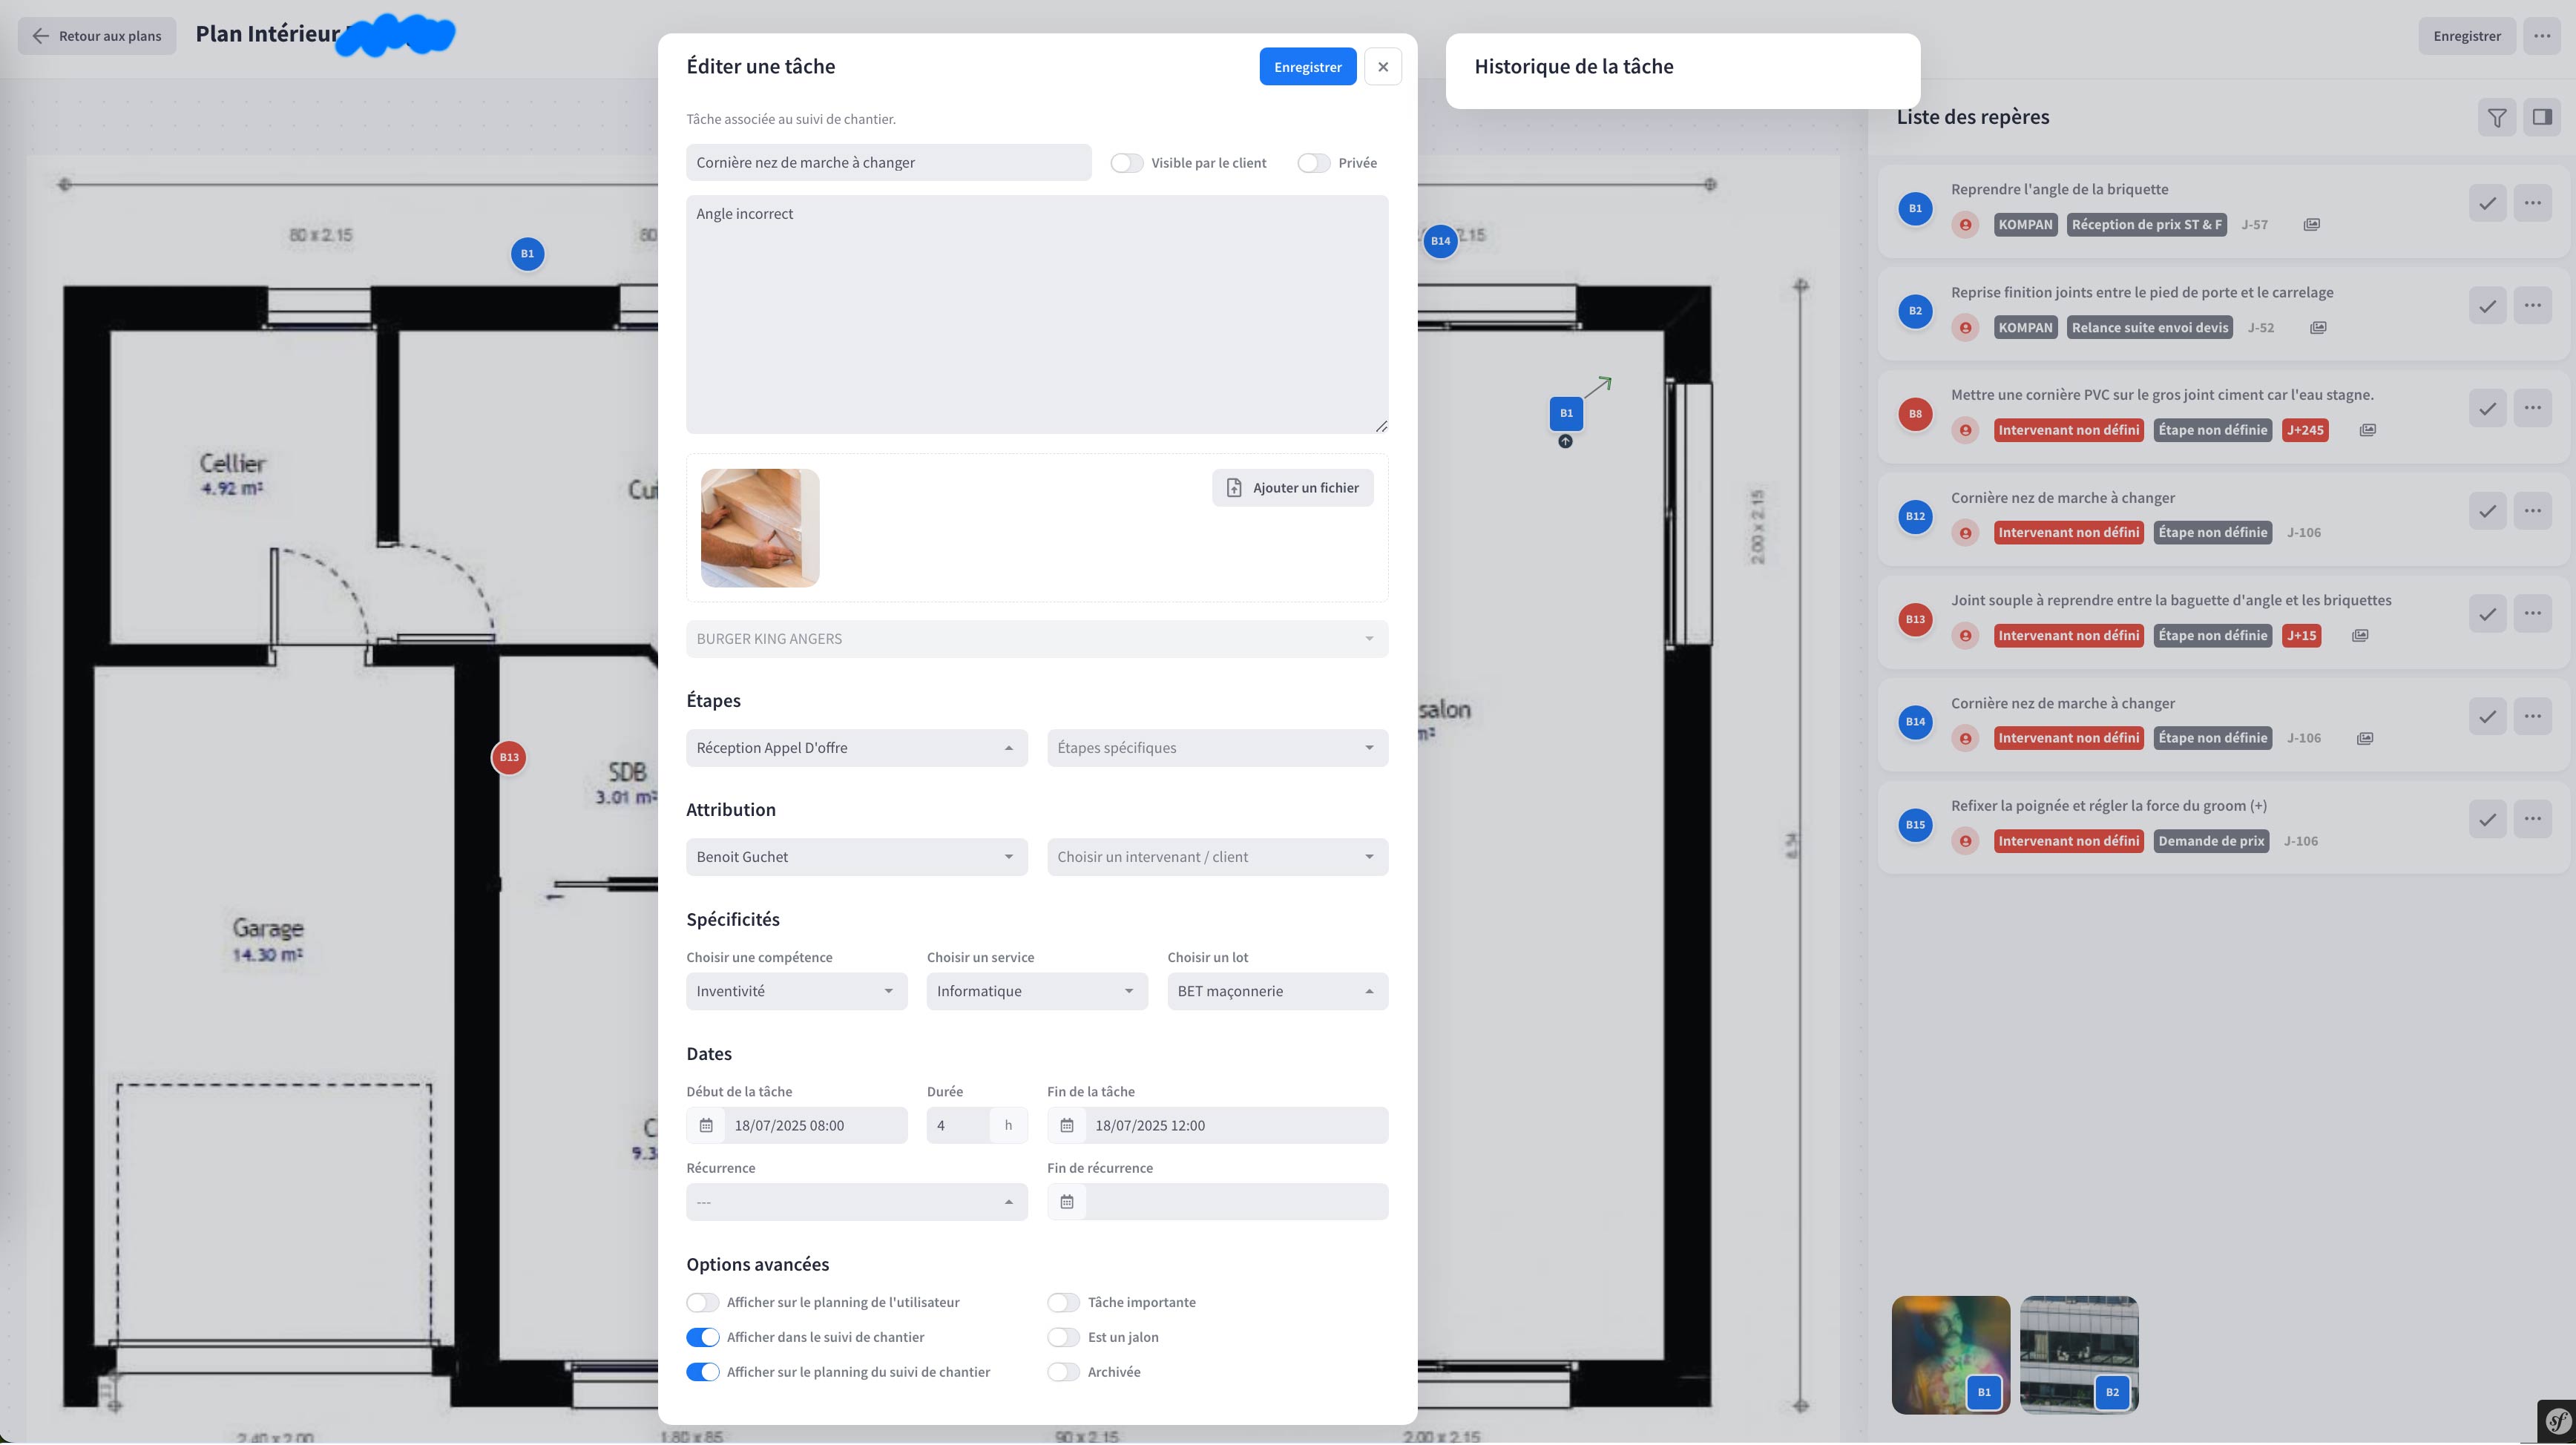 Retour aux plans
Plan Intérieur
Enregistrer
Éditer une tâche
Enregistrer
Historique de la tâche
Tâche associée au suivi de chantier.
Cornière nez de marche à changer
Visible par le client
Privée
Angle incorrect
Ajouter un fichier
BURGER KING ANGERS
Étapes
Réception Appel D'offre
Étapes spécifiques
Attribution
Benoit Guchet
Choisir un intervenant / client
Spécificités
Choisir une compétence
Choisir un service
Choisir un lot
Inventivité
Informatique
BET maçonnerie
Dates
Début de la tâche
Durée
Fin de la tâche
18/07/2025 08:00
4
h
18/07/2025 12:00
Récurrence
Fin de récurrence
---
Options avancées
Afficher sur le planning de l'utilisateur
Tâche importante
Afficher dans le suivi de chantier
Est un jalon
Afficher sur le planning du suivi de chantier
Archivée
80 x 2.15
80
2.15
B1
B14
B1
Cellier
4.92 m²
2.00 x 2.15
B13
SDB
3.01 m²
salon
m²
Garage
14.30 m²
C
9.3
2.40 x 2.00
1.80 x 85
90 x 2.15
2.00 x 2.15
Liste des repères
B1
Reprendre l'angle de la briquette
KOMPAN
Réception de prix ST & F
J-57
B2
Reprise finition joints entre le pied de porte et le carrelage
KOMPAN
Relance suite envoi devis
J-52
B8
Mettre une cornière PVC sur le gros joint ciment car l'eau stagne.
Intervenant non défini
Étape non définie
J+245
B12
Cornière nez de marche à changer
Intervenant non défini
Étape non définie
J-106
B13
Joint souple à reprendre entre la baguette d'angle et les briquettes
Intervenant non défini
Étape non définie
J+15
B14
Cornière nez de marche à changer
Intervenant non défini
Étape non définie
J-106
B15
Refixer la poignée et régler la force du groom (+)
Intervenant non défini
Demande de prix
J-106
B1
B2
sf